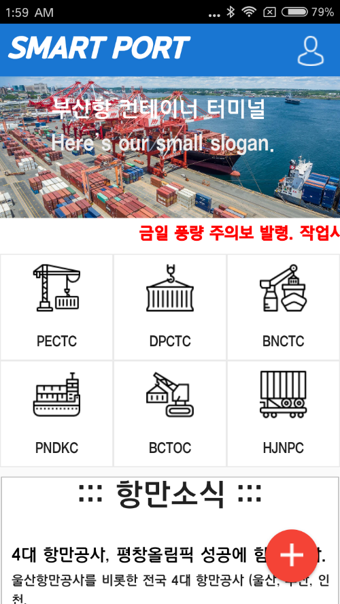 1:59 AM
79%
SMART PORT
부산항 컨테이너 터미널
Here's our small slogan.
금일 풍량 주의보 발령. 작업시
PECTC DPCTC BNCTC
PNDKC BCTOC HJNPC
::: 항만소식 :::
4대 항만공사, 평창올림픽 성공에
울산항만공사를 비롯한 전국 4대 항만공사 (울산, 부산, 인
천,